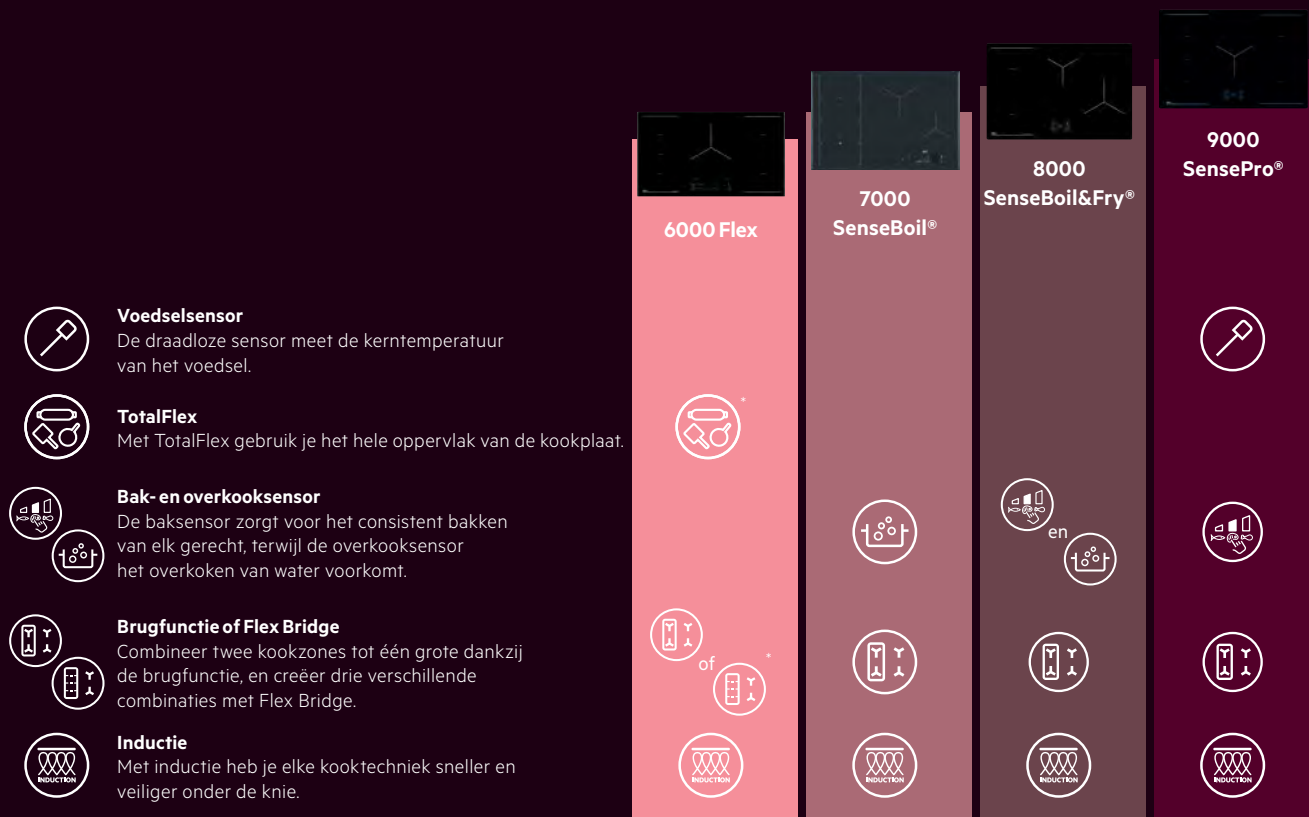 9000
SensePro®
8000
SenseBoil&Fry®
7000
SenseBoil®
6000 Flex
Voedselsensor
De draadloze sensor meet de kerntemperatuur
van het voedsel.
TotalFlex
Met TotalFlex gebruik je het hele oppervlak van de kookplaat.
*
Bak- en overkooksensor
De baksensor zorgt voor het consistent bakken
van elk gerecht, terwijl de overkooksensor
het overkoken van water voorkomt.
en
Brugfunctie of Flex Bridge
Combineer twee kookzones tot één grote dankzij
de brugfunctie, en creëer drie verschillende
combinaties met Flex Bridge.
of *
Inductie
Met inductie heb je elke kooktechniek sneller en
veiliger onder de knie.
INDUCTION
INDUCTION
INDUCTION
INDUCTION
INDUCTION